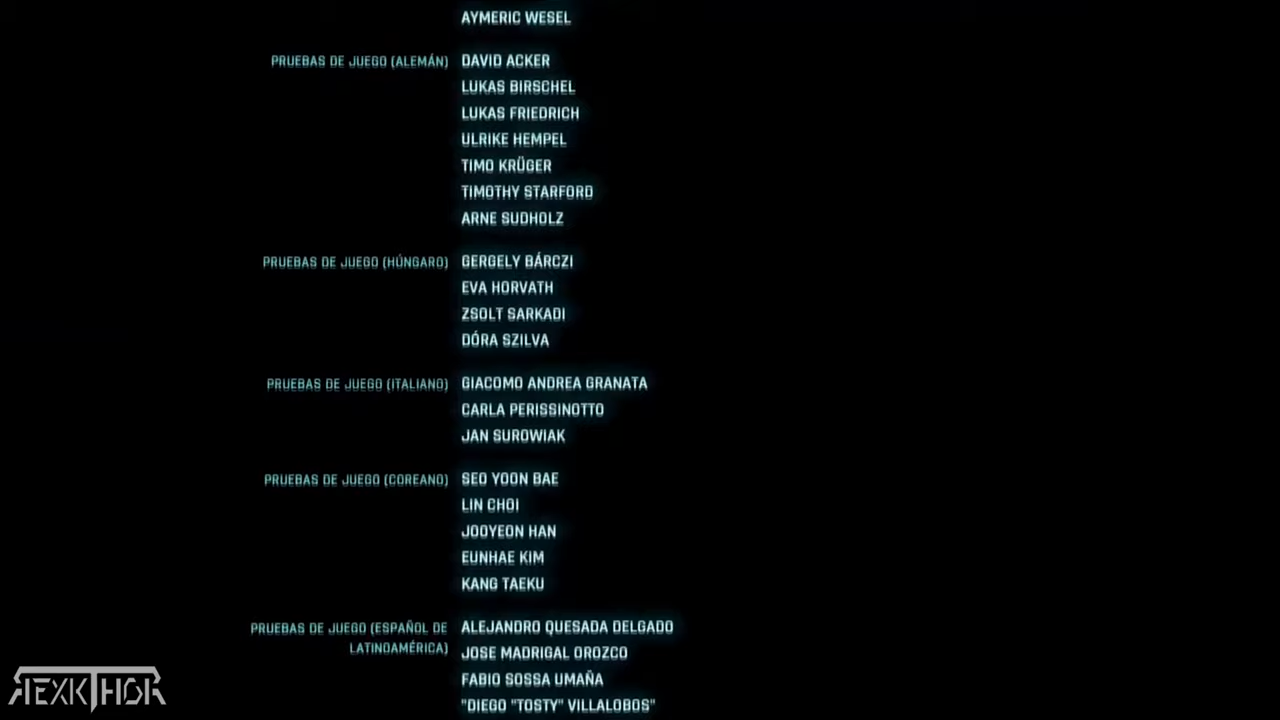 AYMERIC WESEL
PRUEBAS DE JUEGO (ALEMÁN) DAVID ACKER
LUKAS BIRSCHEL
LUKAS FRIEDRICH
ULRIKE HEMPEL
TIMO KRÜGER
TIMOTHY STARFORD
ARNE SUDHOLZ
PRUEBAS DE JUEGO (HÚNGARO) GERGELY BÁRCZI
EVA HORVATH
ZSOLT SARKADI
DÓRA SZILVA
PRUEBAS DE JUEGO (ITALIANO) GIACOMO ANDREA GRANATA
CARLA PERISSINOTTO
JAN SUROWIAK
PRUEBAS DE JUEGO (COREANO) SEO YOON BAE
LIN CHOI
JOOYEON HAN
EUNHAE KIM
KANG TAEKU
PRUEBAS DE JUEGO (ESPAÑOL DE LATINOAMÉRICA) ALEJANDRO QUESADA DELGADO
JOSE MADRIGAL OROZCO
FABIO SOSSA UMAÑA
"DIEGO "TOSTY" VILLALOBOS"